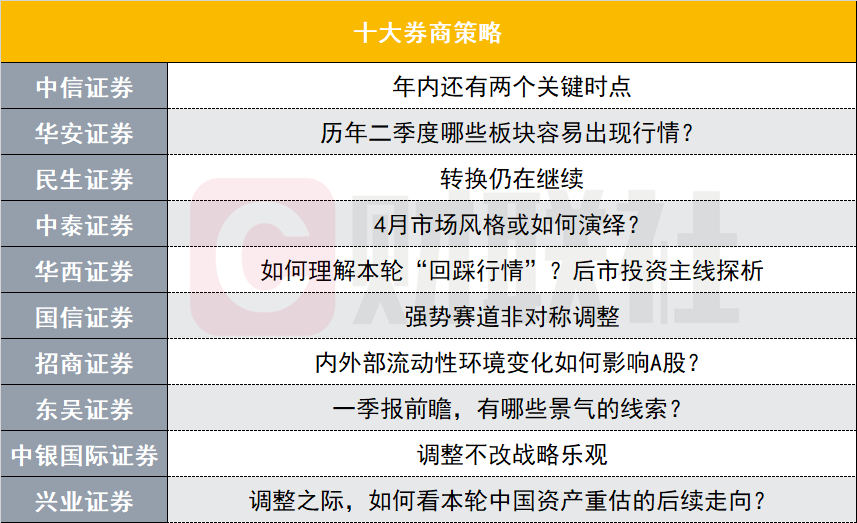 十大券商策略
中信证券 年内还有两个关键时点
华安证券 历年二季度哪些板块容易出现行情？
民生证券 转换仍在继续
中泰证券 4月市场风格或如何演绎？
华西证券 如何理解本轮“回踩行情”？后市投资主线探析
国信证券 强势赛道非对称调整
招商证券 内外部流动性环境变化如何影响A股？
东吴证券 一季报前瞻，有哪些景气的线索？
中银国际证券 调整不改战略乐观
兴业证券 调整之际，如何看本轮中国资产重估的后续走向？
C 财联社